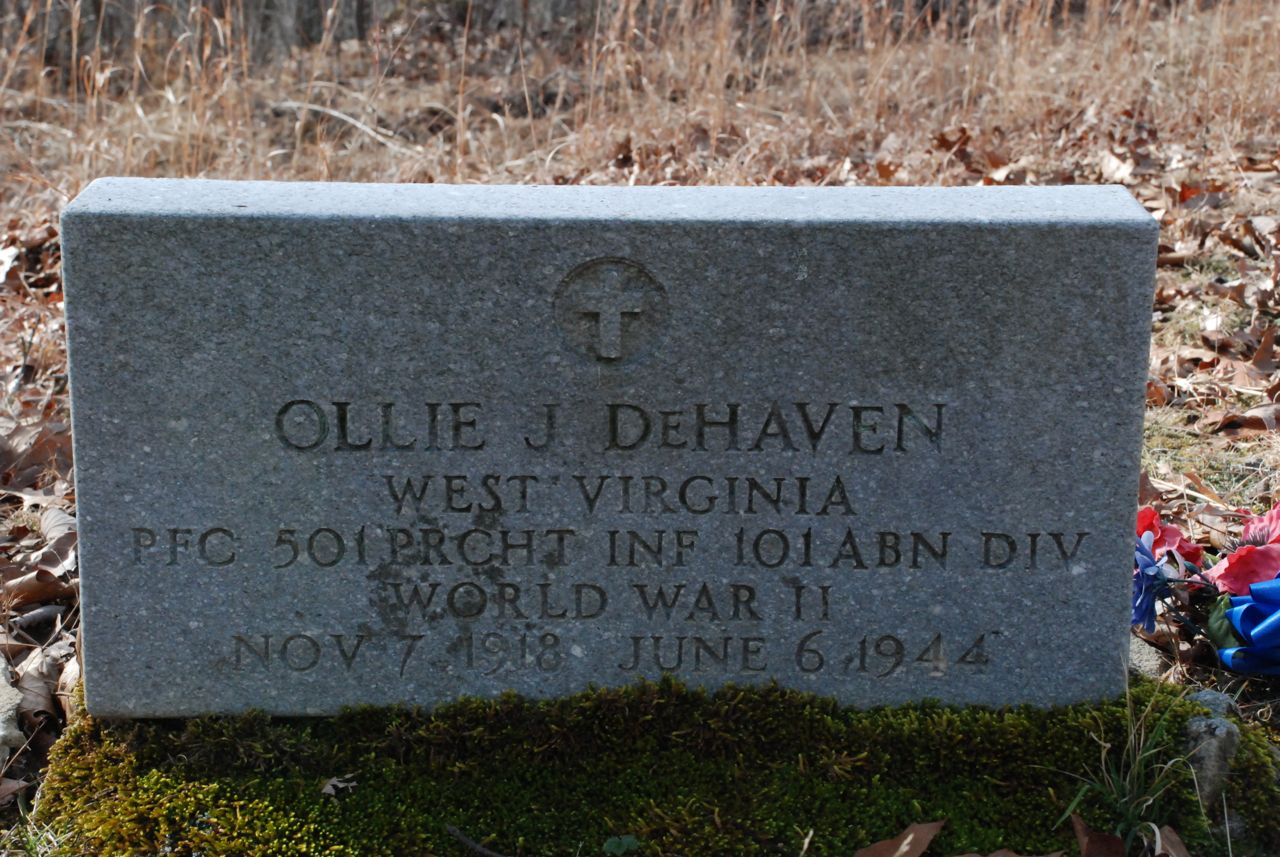 OLLIE J DEHAVEN
WEST VIRGINIA
PFC 501 PRCHT INF 101 ABN DIV
WORLD WAR II
NOV 7 1918 JUNE 6 1944